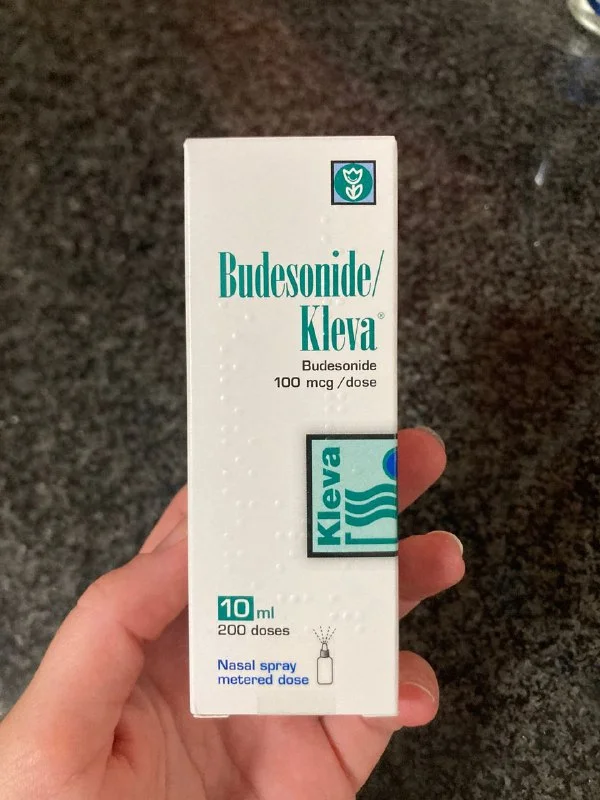 Budesonide/
Kleva®
Budesonide
100 mcg /dose
Kleva
10 ml
200 doses
Nasal spray
metered dose